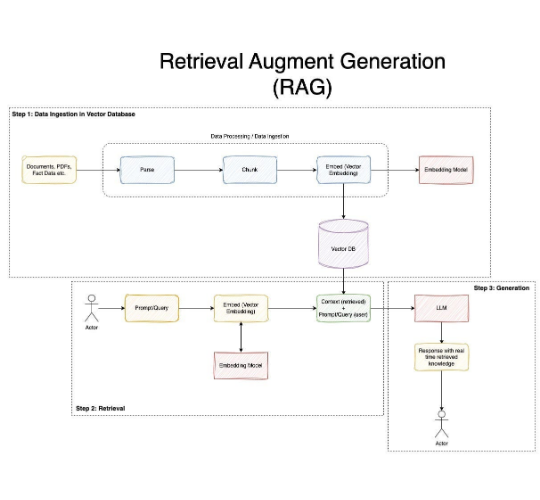 Retrieval Augment Generation
(RAG)
Step 1: Data Ingestion in Vector Database
Data Processing / Data Ingestion
Documents, PDFs,
Fact Data etc.
Parse
Chunk
Embed (Vector
Embedding)
Embedding Model
Vector DB
Step 3: Generation
Actor
Prompt/Query
Embed (Vector
Embedding)
Context (retrieved)
+
Prompt/Query (user)
LLM
Embedding Model
Response with real
time retrieved
knowledge
Step 2: Retrieval
Actor